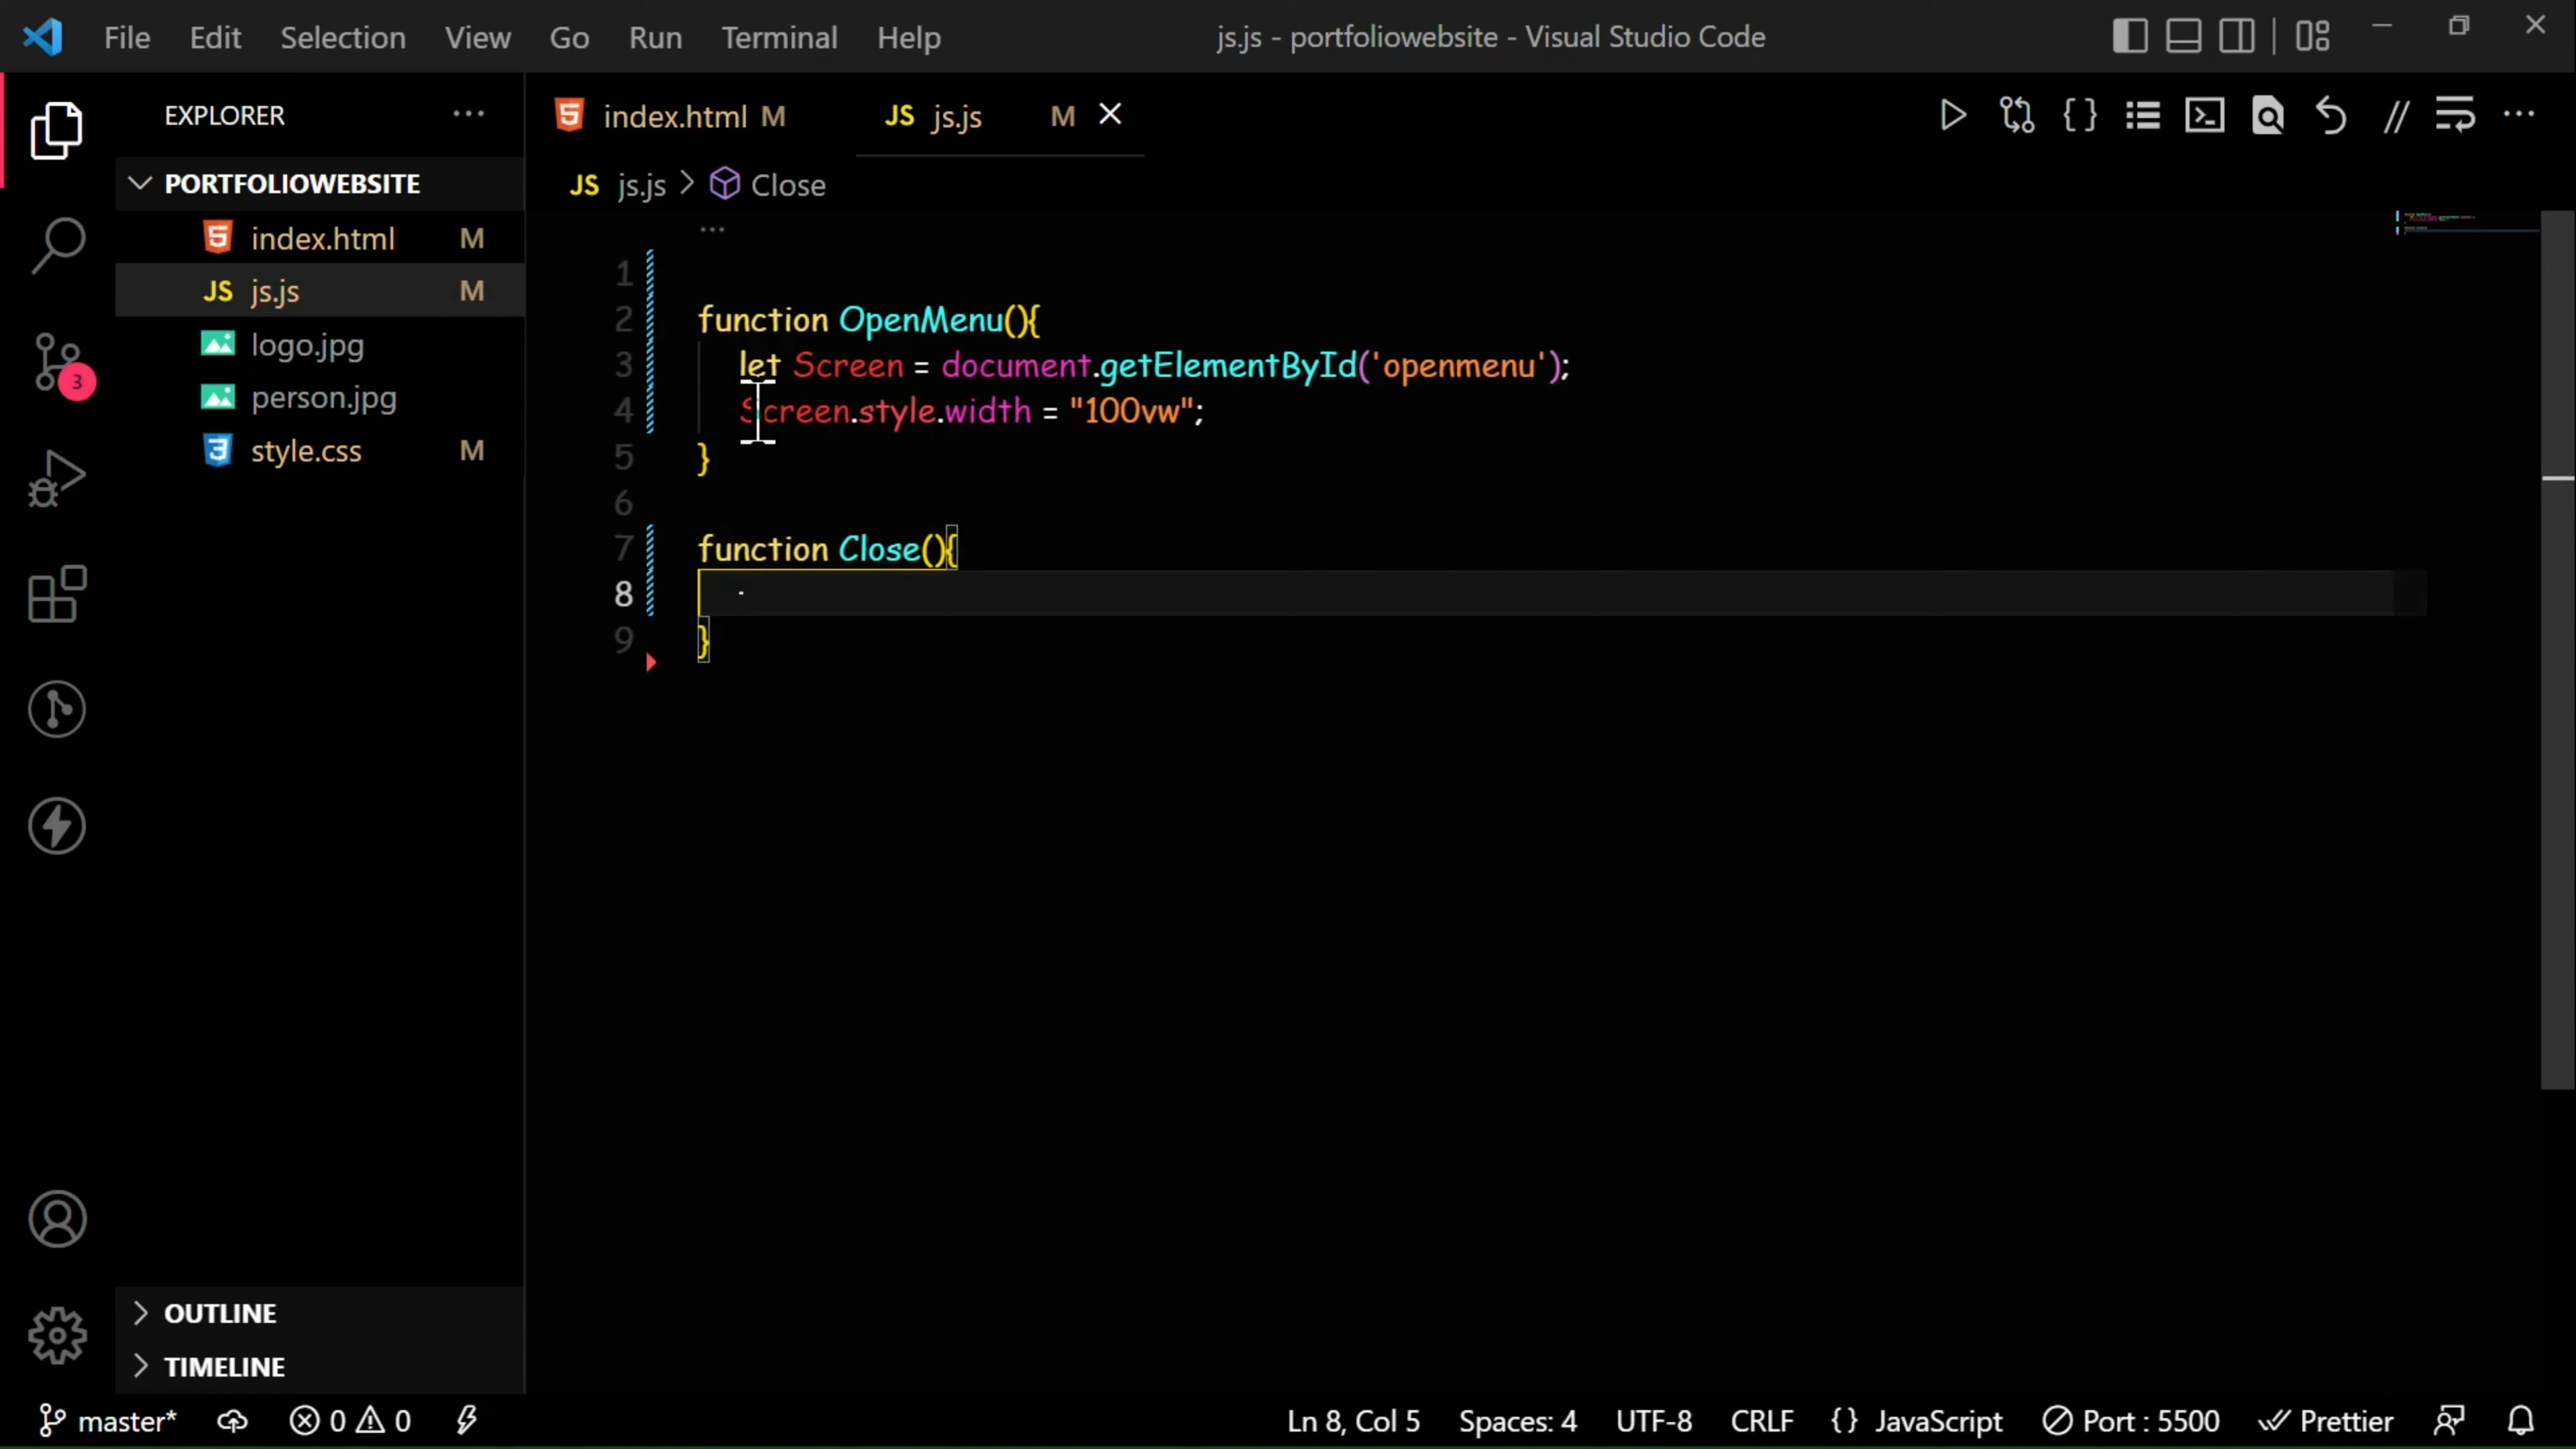 File Edit Selection View Go Run Terminal Help js.js - portfoliowebsite - Visual Studio Code
EXPLORER ···
PORTFOLIOWEBSITE
index.html M
JS js.js M
logo.jpg
person.jpg
style.css M
3
OUTLINE
TIMELINE
index.html M JS js.js M
JS js.js > Close
···
1
2 function OpenMenu(){
3 let Screen = document.getElementById('openmenu');
4 Screen.style.width = "100vw";
5 }
6
7 function Close(){
8
9 }
master* 0 0 Ln 8, Col 5 Spaces: 4 UTF-8 CRLF {} JavaScript Port : 5500 Prettier